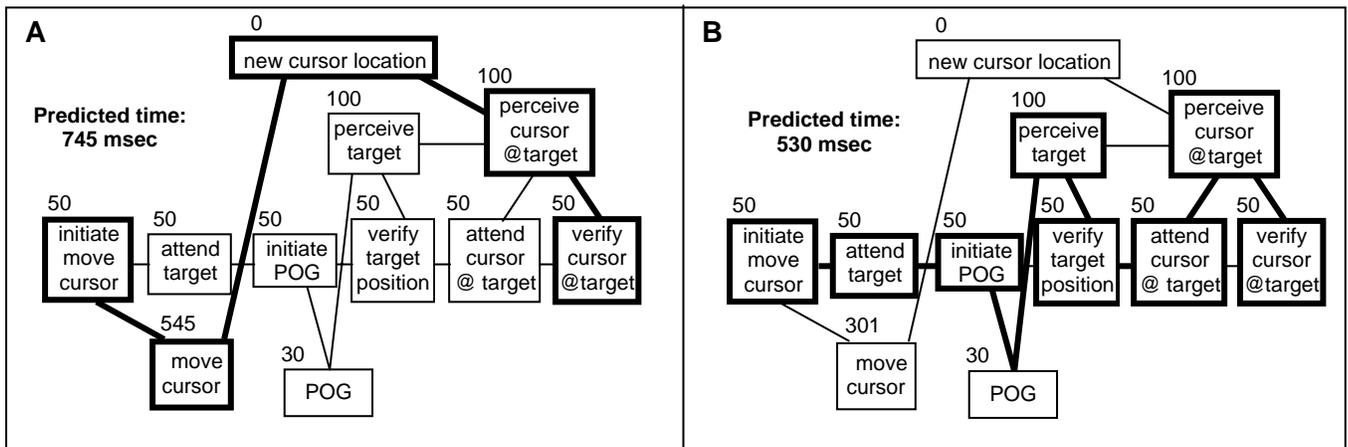 A
0
new cursor location
Predicted time:
745 msec
100
perceive
target
100
perceive
cursor
@target
50
initiate
move
cursor
50
attend
target
50
initiate
POG
50
verify
target
position
50
attend
cursor
@ target
50
verify
cursor
@target
545
move
cursor
30
POG
B
0
new cursor location
Predicted time:
530 msec
100
perceive
target
100
perceive
cursor
@target
50
initiate
move
cursor
50
attend
target
50
initiate
POG
50
verify
target
position
50
attend
cursor
@ target
50
verify
cursor
@target
301
move
cursor
30
POG